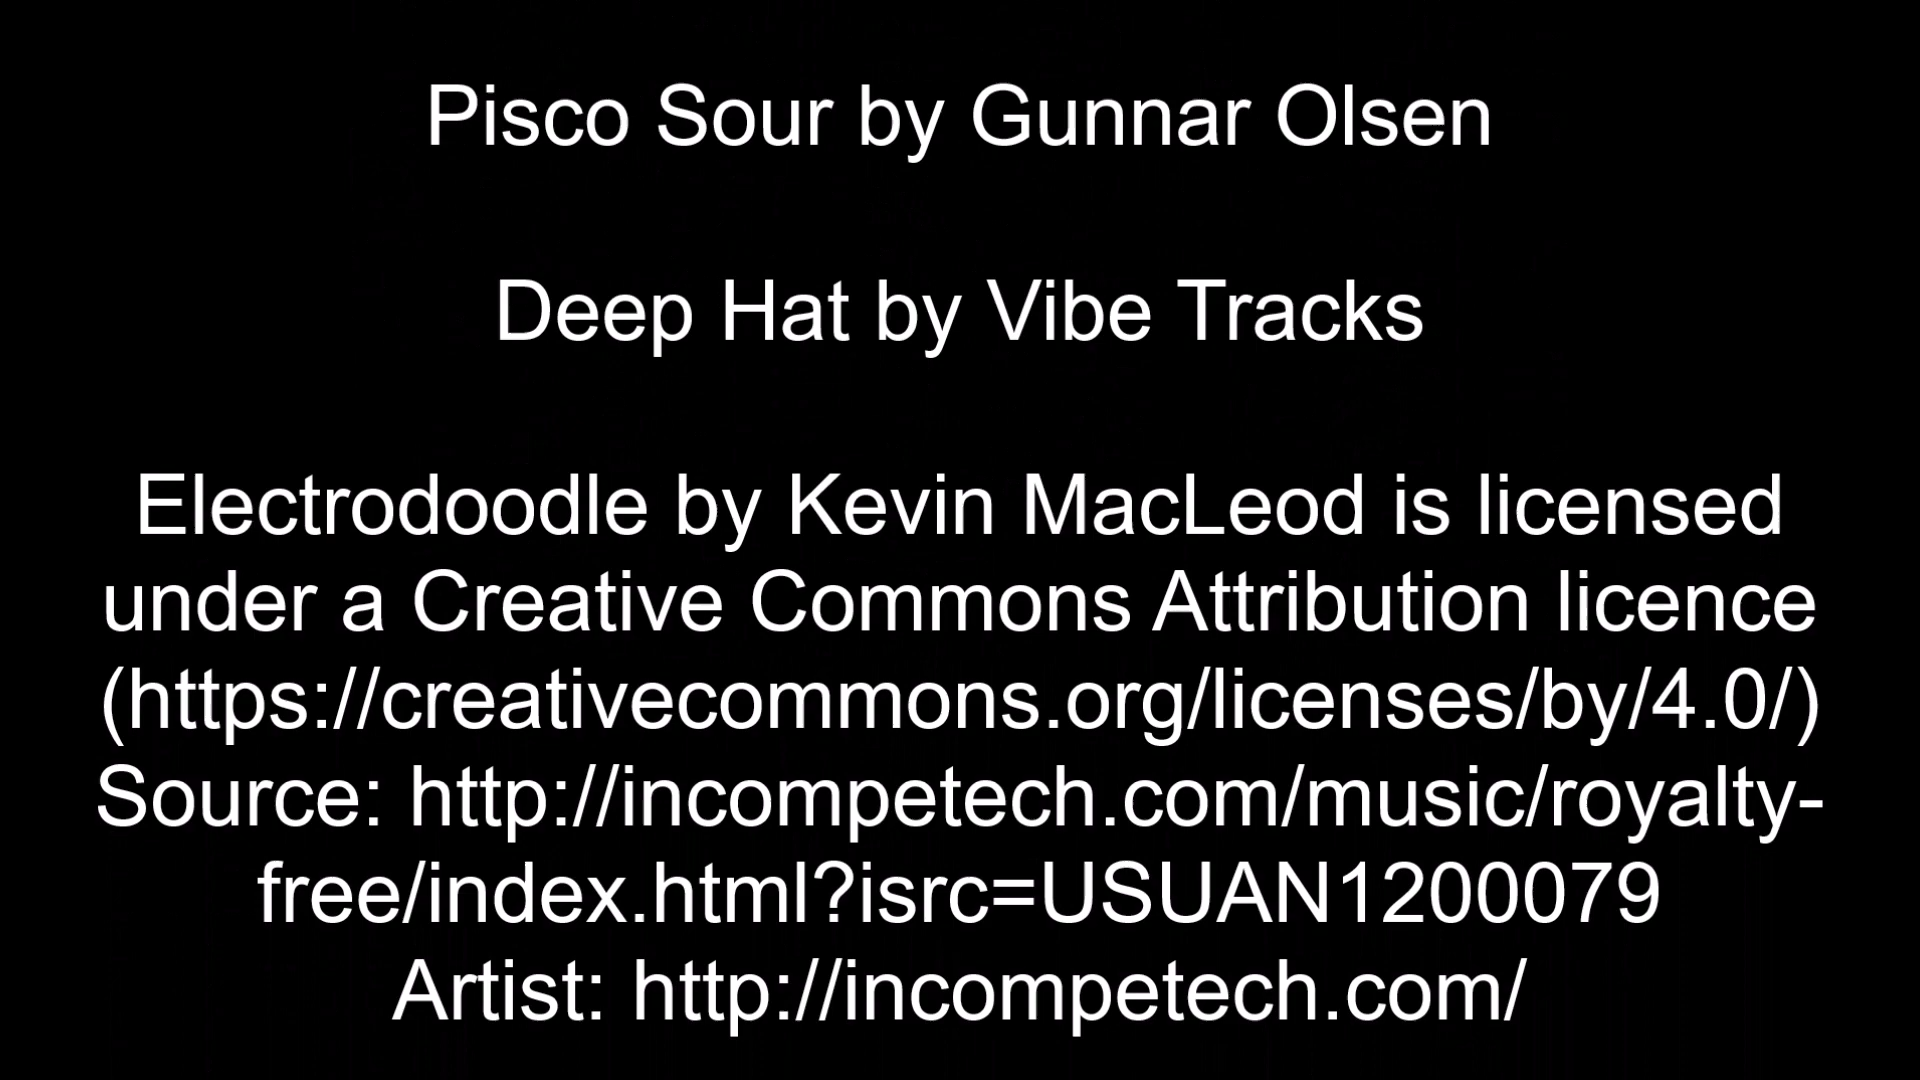 Pisco Sour by Gunnar Olsen
Deep Hat by Vibe Tracks
Electrodoodle by Kevin MacLeod is licensed
under a Creative Commons Attribution licence
(https://creativecommons.org/licenses/by/4.0/)
Source: http://incompetech.com/music/royalty-
free/index.html?isrc=USUAN1200079
Artist: http://incompetech.com/